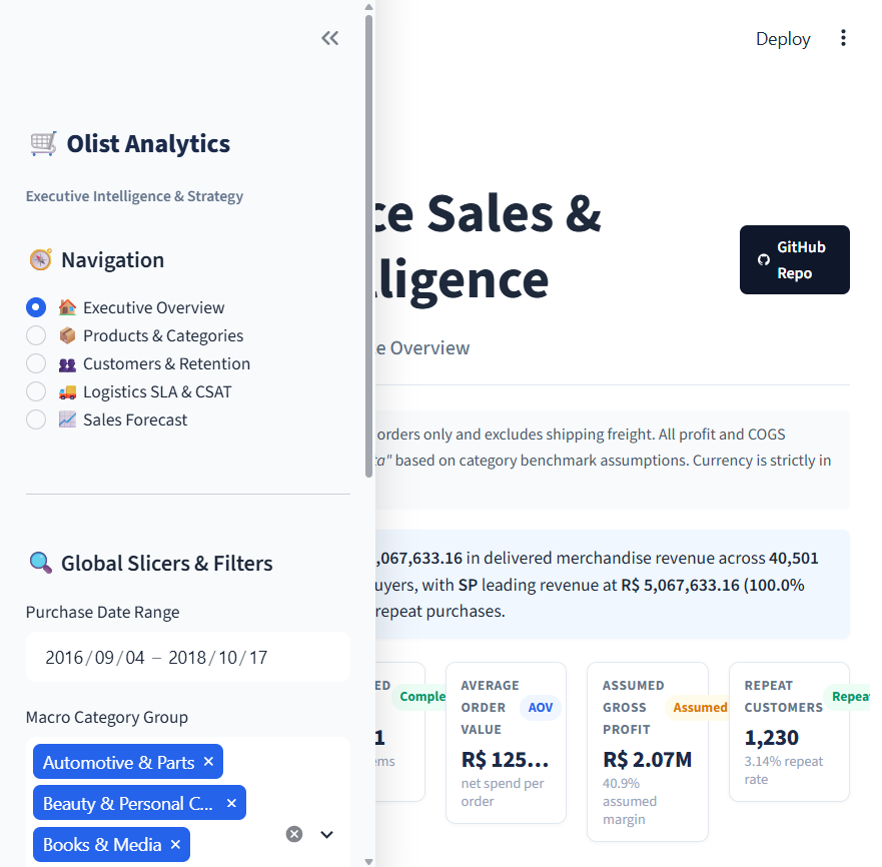 Deploy
Olist Analytics
Executive Intelligence & Strategy
Navigation
Executive Overview
Products & Categories
Customers & Retention
Logistics SLA & CSAT
Sales Forecast
Global Slicers & Filters
Purchase Date Range
2016/09/04 – 2018/10/17
Macro Category Group
Automotive & Parts ×
Beauty & Personal C... ×
Books & Media ×
ce Sales &
lligence
GitHub
Repo
e Overview
orders only and excludes shipping freight. All profit and COGS
ta" based on category benchmark assumptions. Currency is strictly in
,067,633.16 in delivered merchandise revenue across 40,501
uyers, with SP leading revenue at R$ 5,067,633.16 (100.0%
repeat purchases.
ED
Comple
1
ems
AVERAGE
ORDER
VALUE
AOV
R$ 125...
net spend per
order
ASSUMED
GROSS
PROFIT
Assumed
R$ 2.07M
40.9%
assumed
margin
REPEAT
CUSTOMERS
Repea
1,230
3.14% repeat
rate